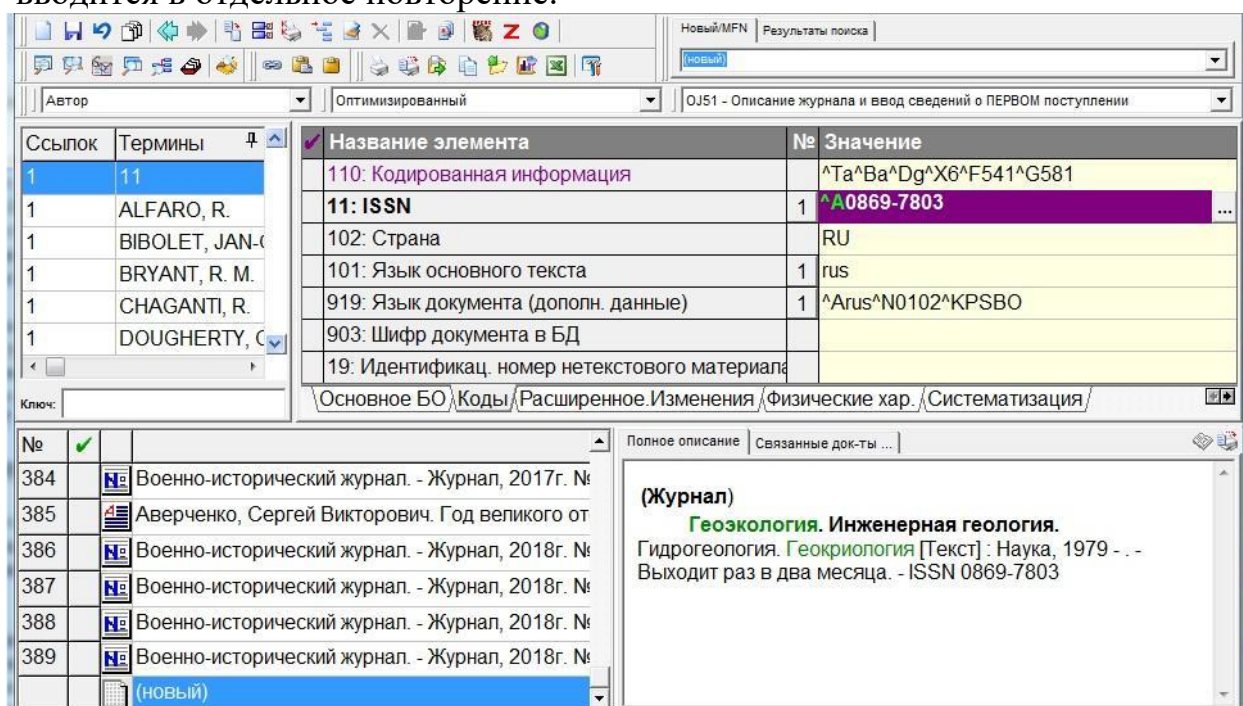 вводится в отдельное повторение.
Новый/MFN Результаты поиска
(новый)
Автор Оптимизированный OJ51 - Описание журнала и ввод сведений о ПЕРВОМ поступлении
Ссылок Термины
1 11
1 ALFARO, R.
1 BIBOLET, JAN-
1 BRYANT, R. M.
1 CHAGANTI, R.
1 DOUGHERTY,
Ключ:
Название элемента № Значение
110: Кодированная информация ^Ta^Ba^Dg^X6^F541^G581
11: ISSN 1 ^A0869-7803 ...
102: Страна RU
101: Язык основного текста 1 rus
919: Язык документа (дополн. данные) 1 ^Arus^N0102^KPSBO
903: Шифр документа в БД
19: Идентификац. номер нетекстового материала
Основное БО Коды Расширенное.Изменения Физические хар. Систематизация
№
384 Военно-исторический журнал. - Журнал, 2017г. №
385 Аверченко, Сергей Викторович. Год великого от
386 Военно-исторический журнал. - Журнал, 2018г. №
387 Военно-исторический журнал. - Журнал, 2018г. №
388 Военно-исторический журнал. - Журнал, 2018г. №
389 Военно-исторический журнал. - Журнал, 2018г. №
(новый)
Полное описание Связанные док-ты ...
(Журнал)
Геоэкология. Инженерная геология.
Гидрогеология. Геокриология [Текст] : Наука, 1979 - . -
Выходит раз в два месяца. - ISSN 0869-7803